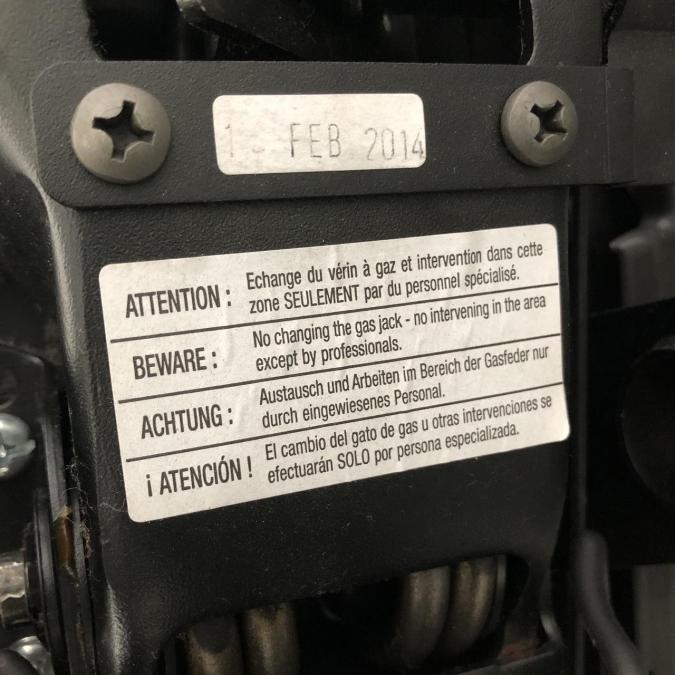 1 - FEB 2014
ATTENTION : Echange du vérin à gaz et intervention dans cette
zone SEULEMENT par du personnel spécialisé.
BEWARE : No changing the gas jack - no intervening in the area
except by professionals.
ACHTUNG : Austausch und Arbeiten im Bereich der Gasfeder nur
durch eingewiesenes Personal.
¡ ATENCIÓN ! El cambio del gato de gas u otras intervenciones se
efectuarán SOLO por persona especializada.